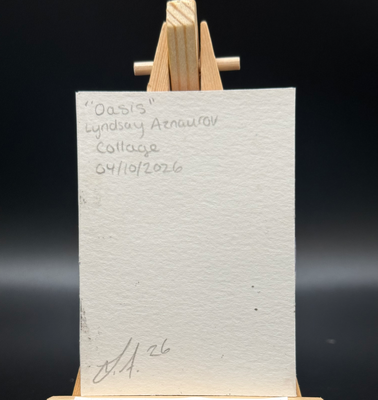 "Oasis"
Lyndsay Aznaurov
Collage
04/10/2026
26